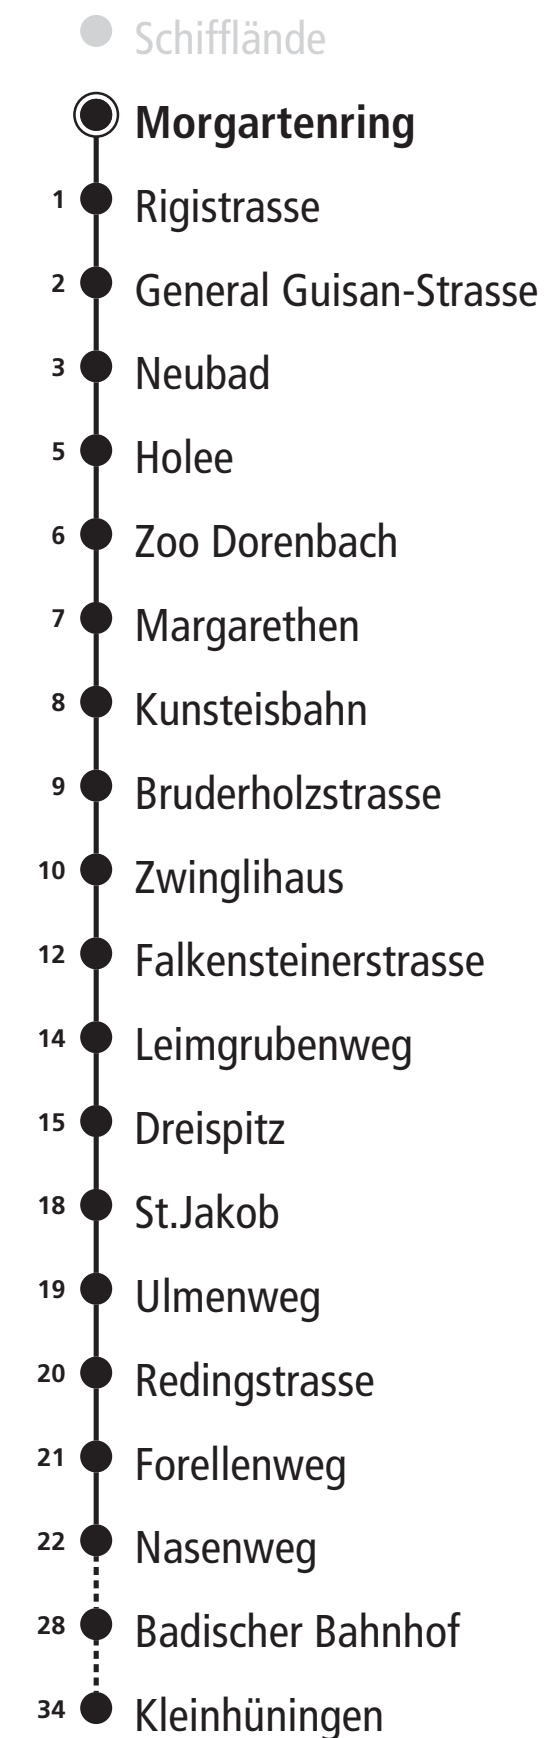 Schifflände
Morgartenring
1 Rigistrasse
2 General Guisan-Strasse
3 Neubad
5 Holee
6 Zoo Dorenbach
7 Margarethen
8 Kunsteisbahn
9 Bruderholzstrasse
10 Zwinglihaus
12 Falkensteinerstrasse
14 Leimgrubenweg
15 Dreispitz
18 St.Jakob
19 Ulmenweg
20 Redingstrasse
21 Forellenweg
22 Nasenweg
28 Badischer Bahnhof
34 Kleinhüningen